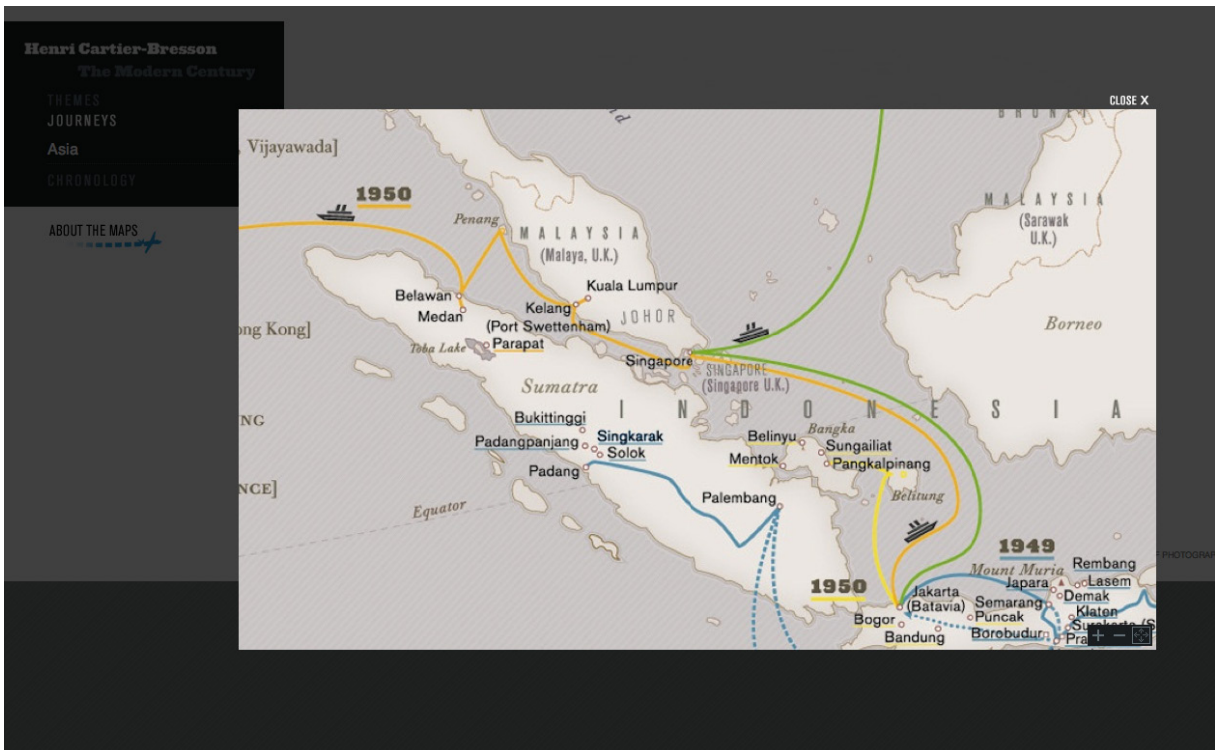 Henri Cartier-Bresson
The Modern Century
THEMES
JOURNEYS
Asia
CHRONOLOGY
ABOUT THE MAPS
CLOSE X
, Vijayawada]
1950
Penang
MALAYSIA
(Malaya, U.K.)
MALAYSIA
(Sarawak
U.K.)
Kuala Lumpur
Belawan
Kelang
Medan
(Port Swettenham)
JOHOR
ong Kong]
Borneo
Toba Lake
Parapat
Singapore
SINGAPORE
(Singapore U.K.)
Sumatra
INDONESIA
NG
Bukittinggi
Bangka
Padangpanjang
Singkarak
Belinyu
Sungailiat
Solok
Mentok
Pangkalpinang
Padang
NCE]
Palembang
Belitung
Equator
1949
Mount Muria
Rembang
1950
Japara
Lasem
Jakarta
(Batavia)
Semarang
Demak
Bogor
Puncak
Klaten
Bandung
Borobudur